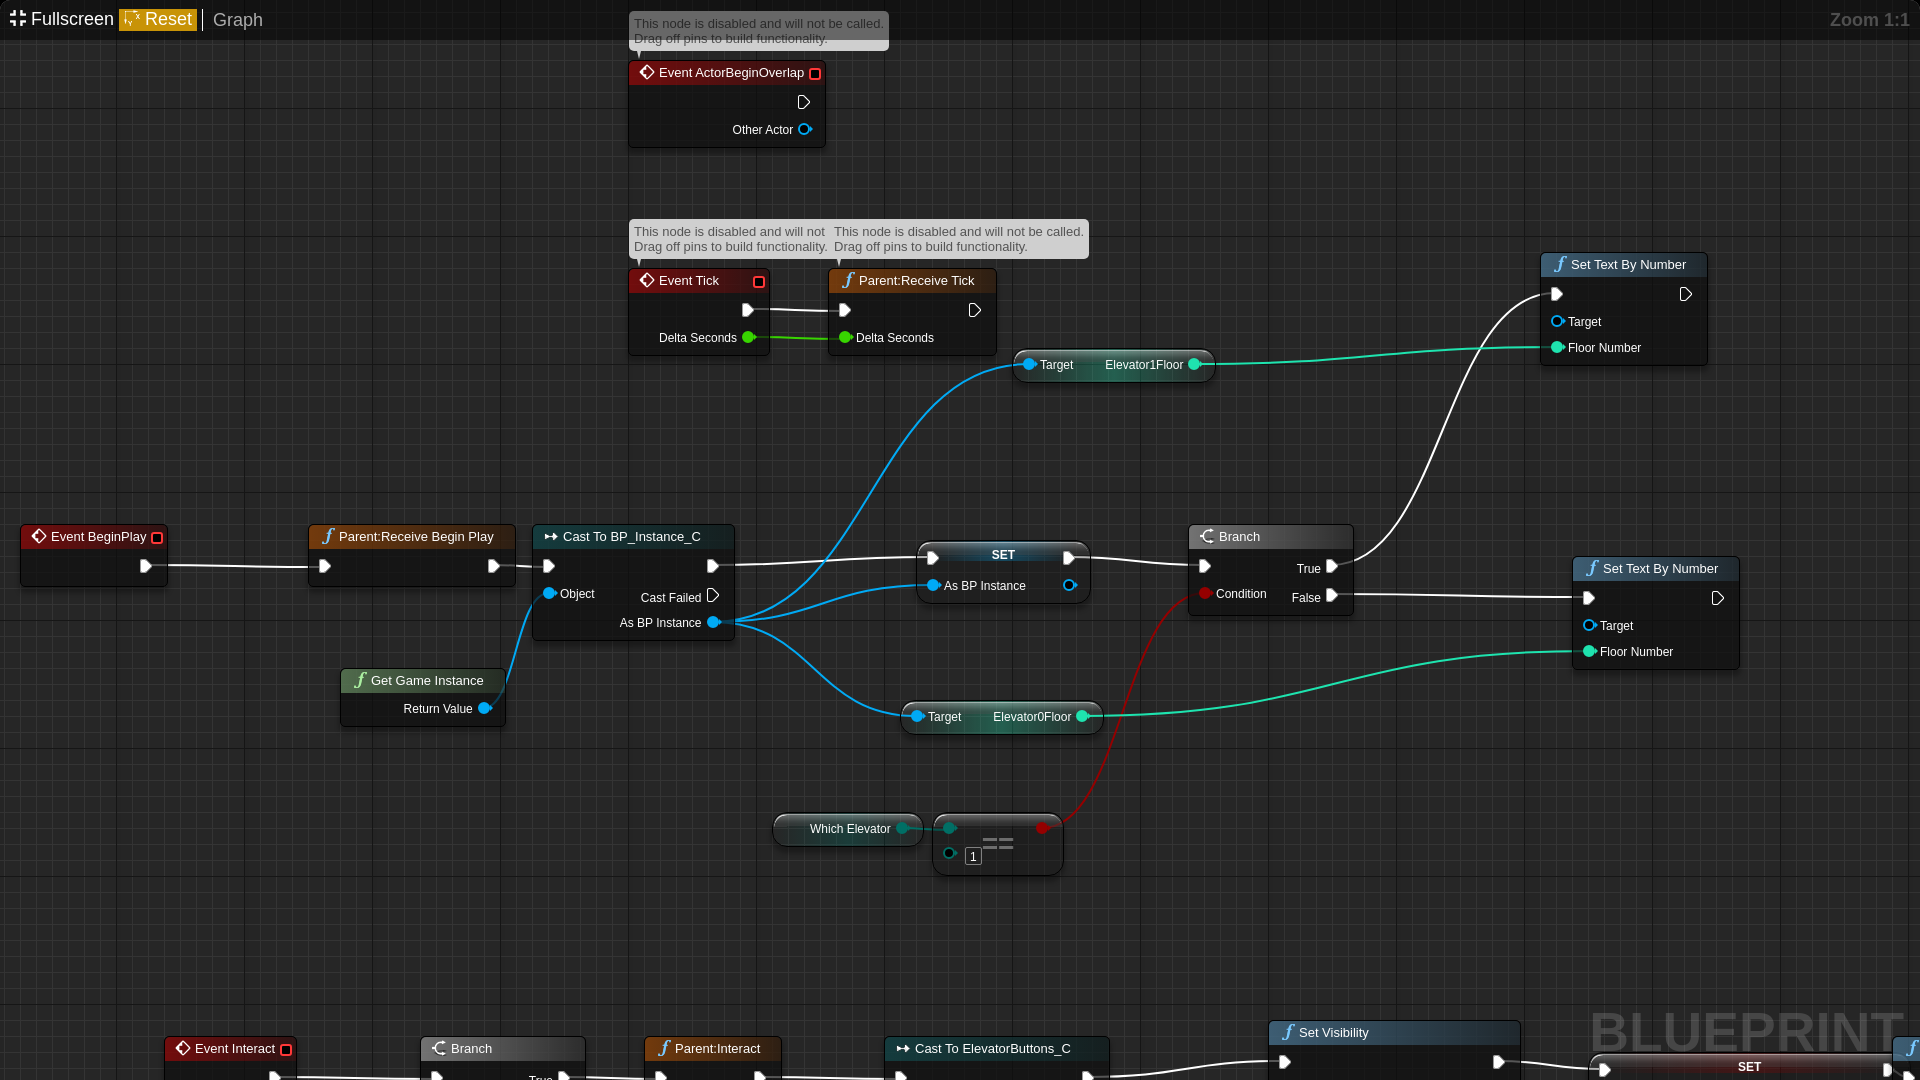 Fullscreen Reset Graph
Zoom 1:1
This node is disabled and will not be called.
Drag off pins to build functionality.
Event ActorBeginOverlap
Other Actor
This node is disabled and will not
Drag off pins to build functionality.
This node is disabled and will not be called.
Drag off pins to build functionality.
Event Tick
Delta Seconds
Parent:Receive Tick
Delta Seconds
Set Text By Number
Target
Floor Number
Target Elevator1Floor
Event BeginPlay
Parent:Receive Begin Play
Cast To BP_Instance_C
Object
Cast Failed
As BP Instance
SET
As BP Instance
Branch
True
Condition
False
Set Text By Number
Target
Floor Number
Get Game Instance
Return Value
Target Elevator0Floor
Which Elevator
==
1
BLUEPRINT
Event Interact
Branch
True
Parent:Interact
Cast To ElevatorButtons_C
Set Visibility
SET